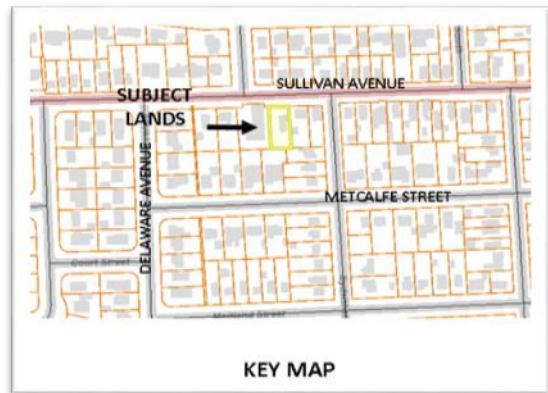 SULLIVAN AVENUE
SUBJECT
LANDS
DELAWARE AVENUE
METCALFE STREET
Court Street
Maitland Street
KEY MAP